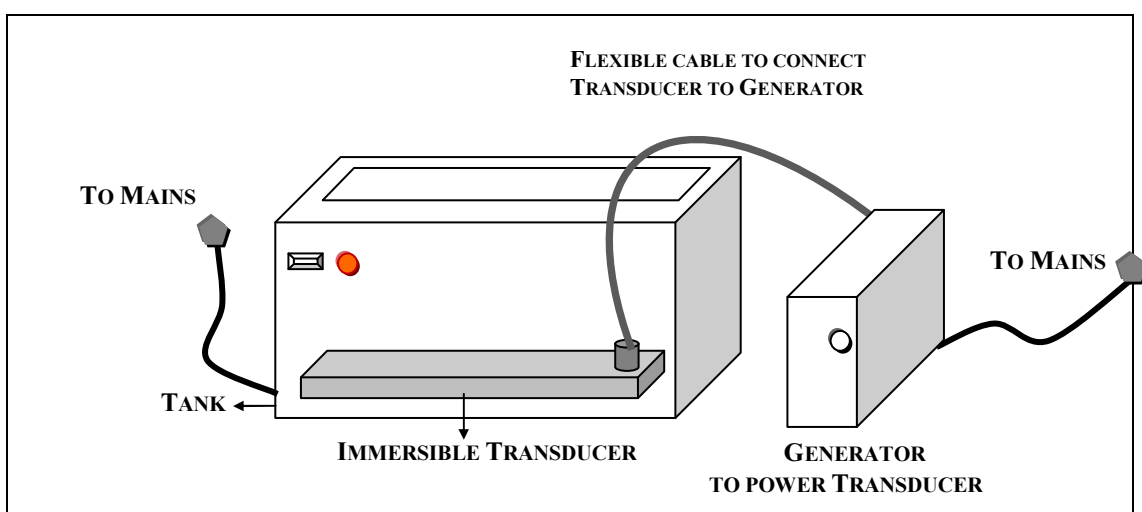 FLEXIBLE CABLE TO CONNECT
TRANSDUCER TO GENERATOR
TO MAINS
TO MAINS
TANK
IMMERSIBLE TRANSDUCER
GENERATOR
TO POWER TRANSDUCER